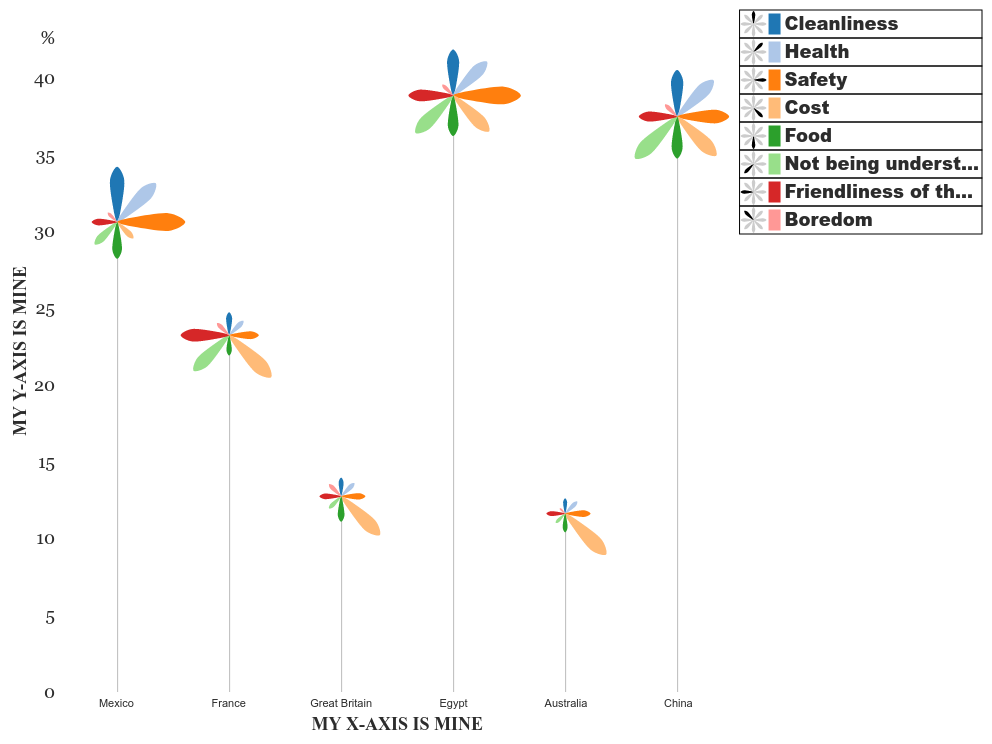 %
40
35
30
25
20
15
10
5
0
MY Y-AXIS IS MINE
Mexico
France
Great Britain
Egypt
Australia
China
MY X-AXIS IS MINE
Cleanliness
Health
Safety
Cost
Food
Not being underst...
Friendliness of th...
Boredom